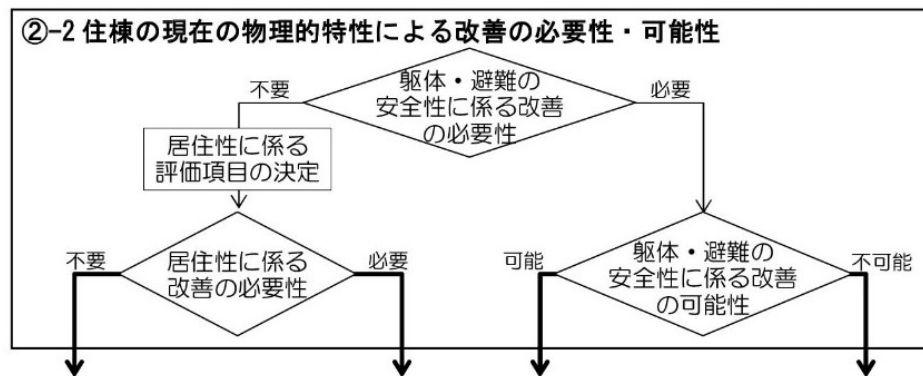 ②-2 住棟の現在の物理的特性による改善の必要性・可能性
不要
躯体・避難の
安全性に係る改善
の必要性
必要
居住性に係る
評価項目の決定
不要
居住性に係る
改善の必要性
必要
可能
躯体・避難の
安全性に係る改善
の可能性
不可能